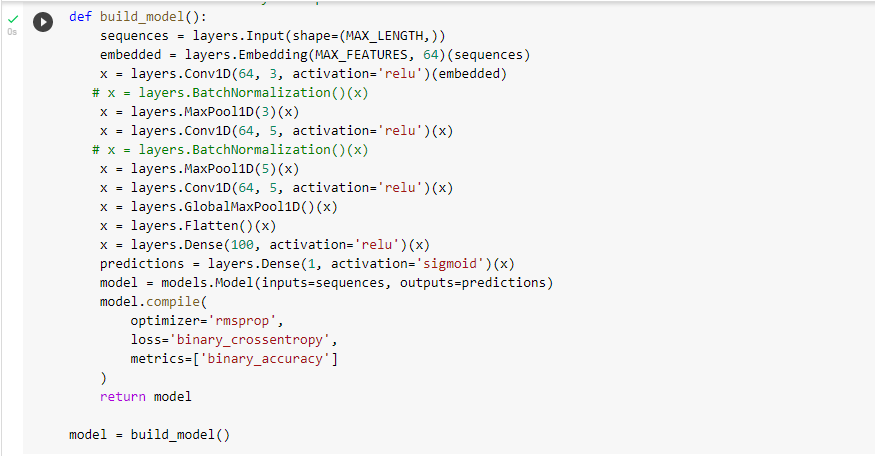 0s
def build_model():
    sequences = layers.Input(shape=(MAX_LENGTH,))
    embedded = layers.Embedding(MAX_FEATURES, 64)(sequences)
    x = layers.Conv1D(64, 3, activation='relu')(embedded)
   # x = layers.BatchNormalization()(x)
    x = layers.MaxPool1D(3)(x)
    x = layers.Conv1D(64, 5, activation='relu')(x)
   # x = layers.BatchNormalization()(x)
    x = layers.MaxPool1D(5)(x)
    x = layers.Conv1D(64, 5, activation='relu')(x)
    x = layers.GlobalMaxPool1D()(x)
    x = layers.Flatten()(x)
    x = layers.Dense(100, activation='relu')(x)
    predictions = layers.Dense(1, activation='sigmoid')(x)
    model = models.Model(inputs=sequences, outputs=predictions)
    model.compile(
        optimizer='rmsprop',
        loss='binary_crossentropy',
        metrics=['binary_accuracy']
    )
    return model

model = build_model()